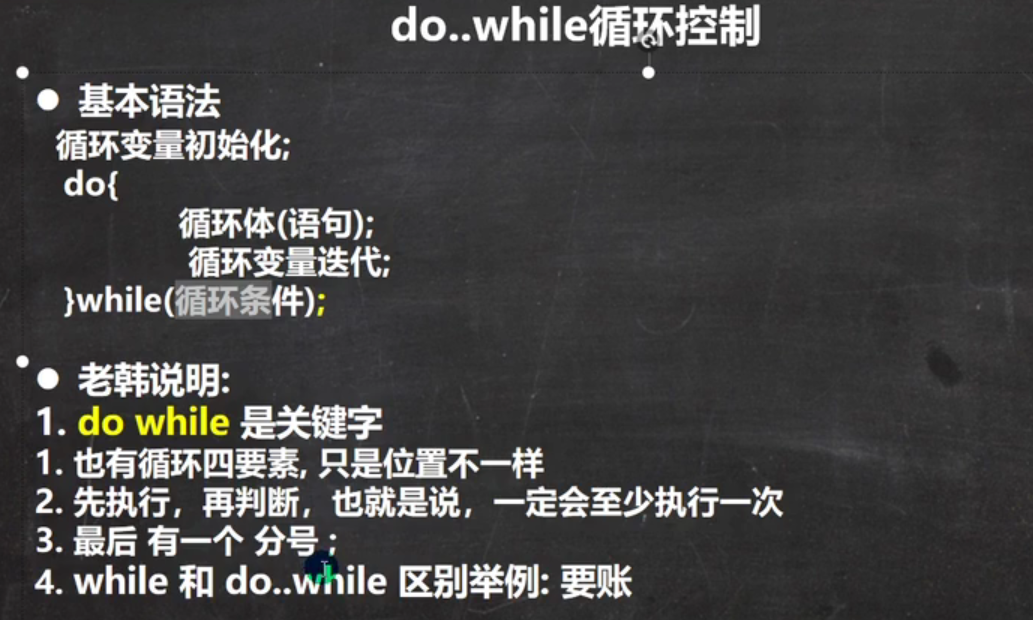 do..while循环控制
● 基本语法
循环变量初始化;
do{
循环体(语句);
循环变量迭代;
}while(循环条件);
● 老韩说明:
1. do while 是关键字
1. 也有循环四要素, 只是位置不一样
2. 先执行，再判断，也就是说，一定会至少执行一次
3. 最后 有一个 分号 ;
4. while 和 do..while 区别举例: 要账